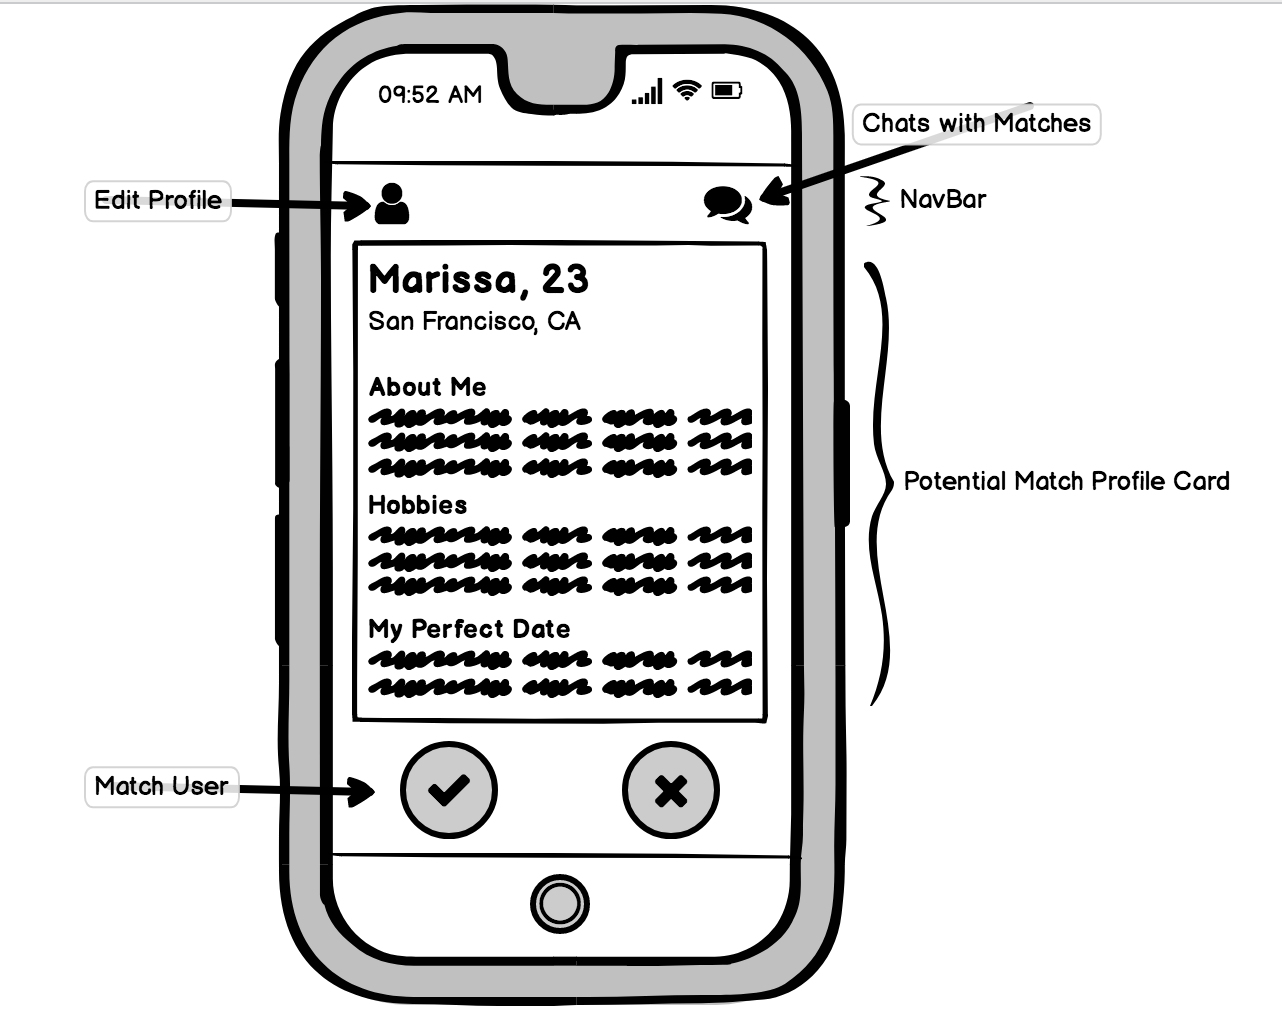 09:52 AM
Chats with Matches
Edit Profile
NavBar
Marissa, 23
San Francisco, CA
About Me
Hobbies
Potential Match Profile Card
My Perfect Date
Match User